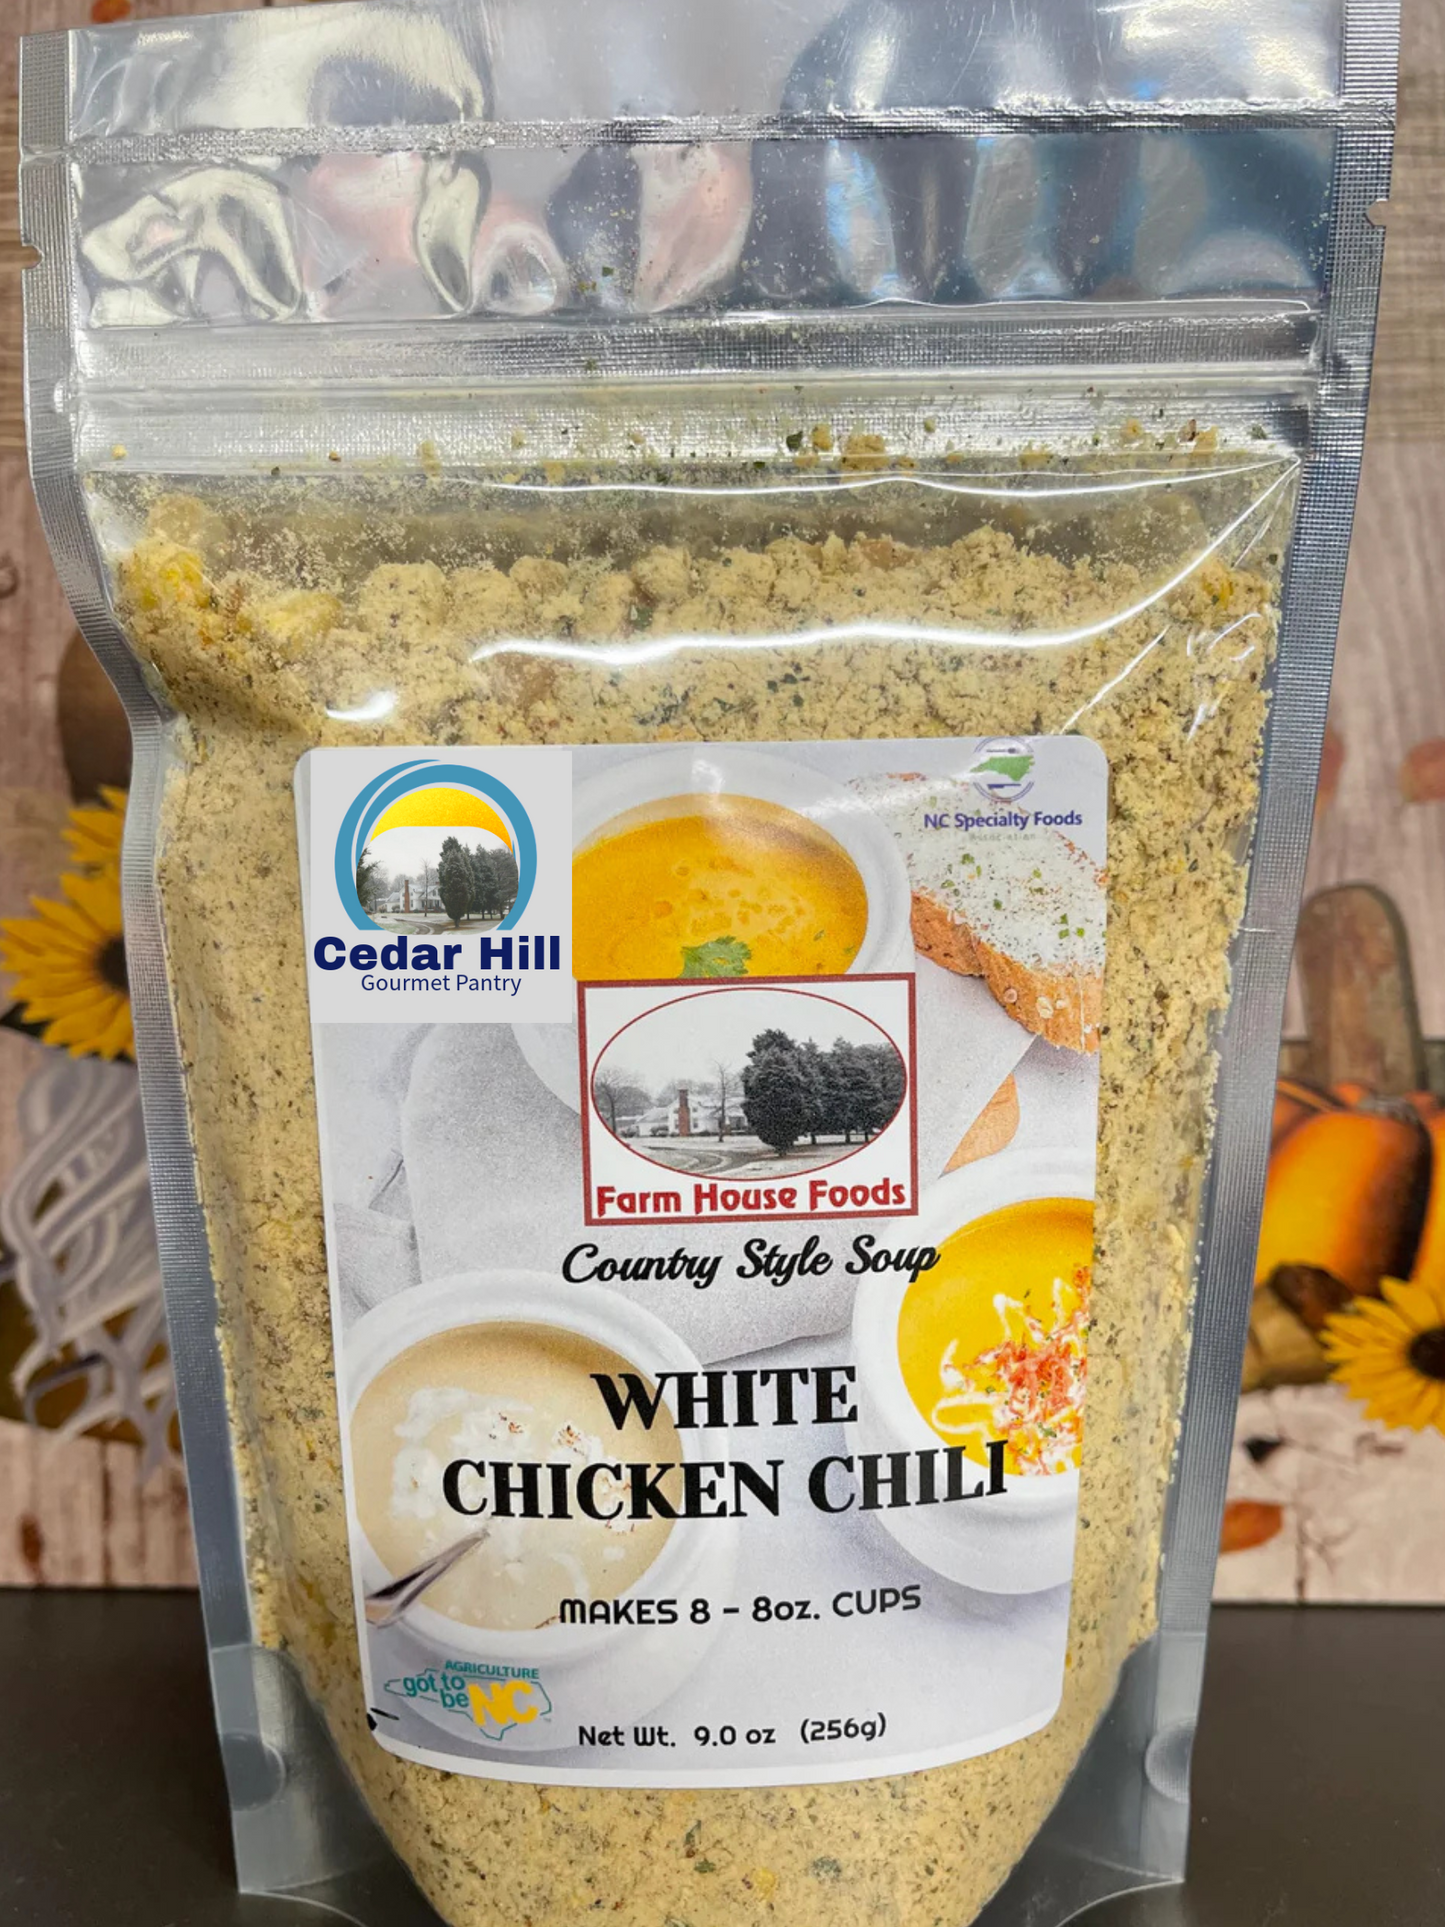 Cedar Hill
Gourmet Pantry
NC Specialty Foods
Farm House Foods
Country Style Soup
WHITE
CHICKEN CHILI
MAKES 8 - 8oz. CUPS
AGRICULTURE
got to
be NC
Net Wt. 9.0 oz (256g)